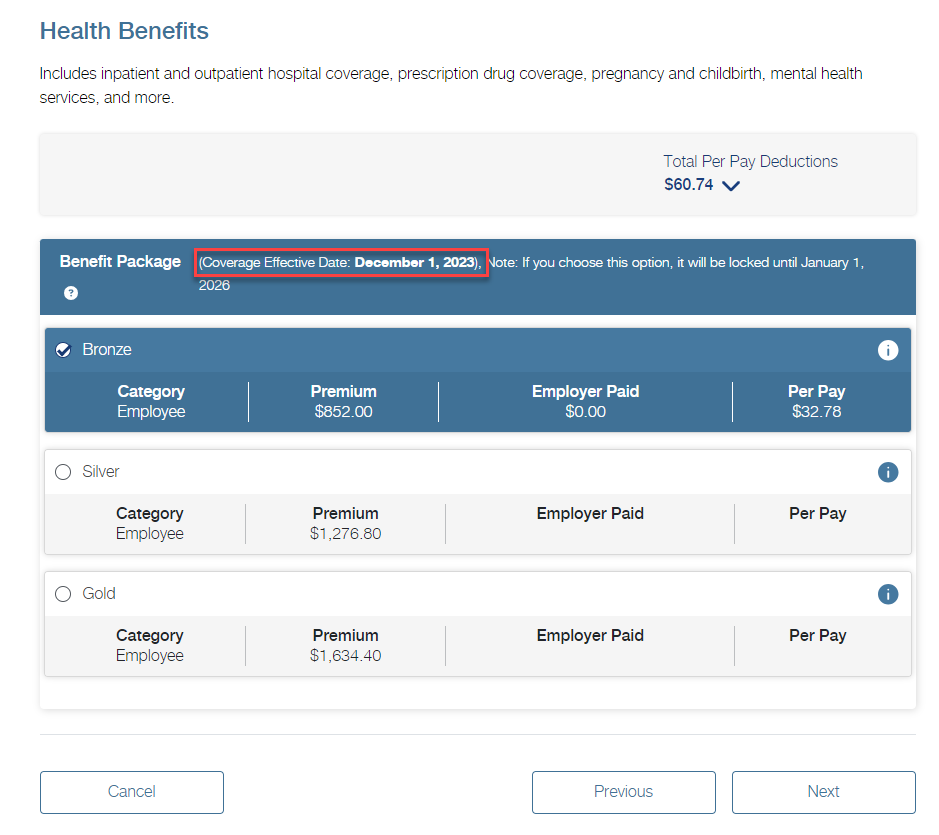 Health Benefits
Includes inpatient and outpatient hospital coverage, prescription drug coverage, pregnancy and childbirth, mental health
services, and more.
Total Per Pay Deductions
$60.74
Benefit Package (Coverage Effective Date: December 1, 2023), Note: If you choose this option, it will be locked until January 1,
? 2026
Bronze i
Category Premium Employer Paid Per Pay
Employee $852.00 $0.00 $32.78
Silver i
Category Premium Employer Paid Per Pay
Employee $1,276.80
Gold i
Category Premium Employer Paid Per Pay
Employee $1,634.40
Cancel Previous Next